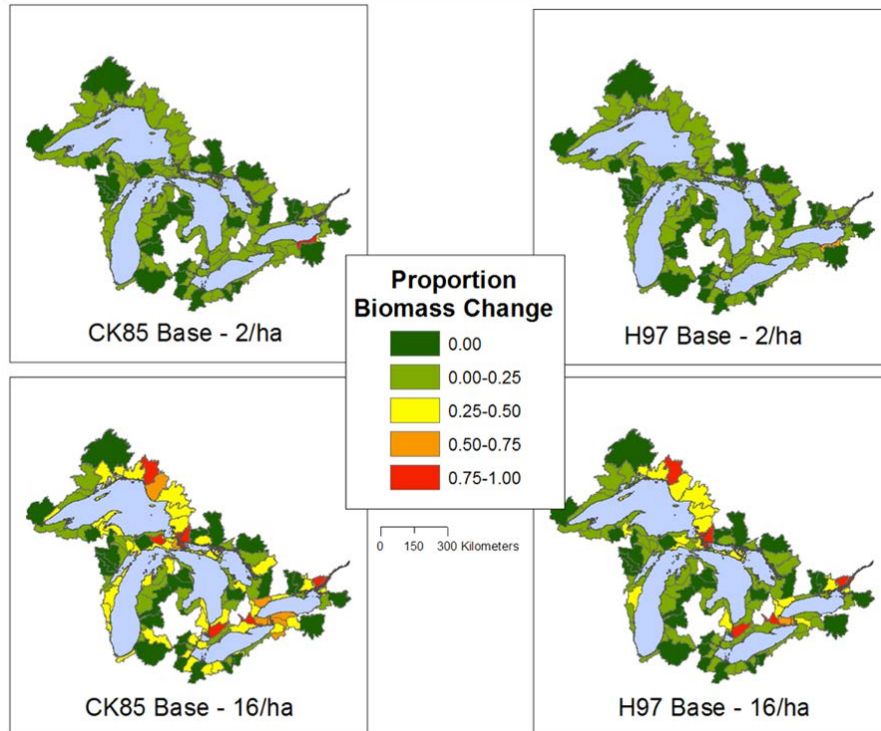 CK85 Base - 2/ha
H97 Base - 2/ha
Proportion
Biomass Change
0.00
0.00-0.25
0.25-0.50
0.50-0.75
0.75-1.00
0 150 300 Kilometers
CK85 Base - 16/ha
H97 Base - 16/ha